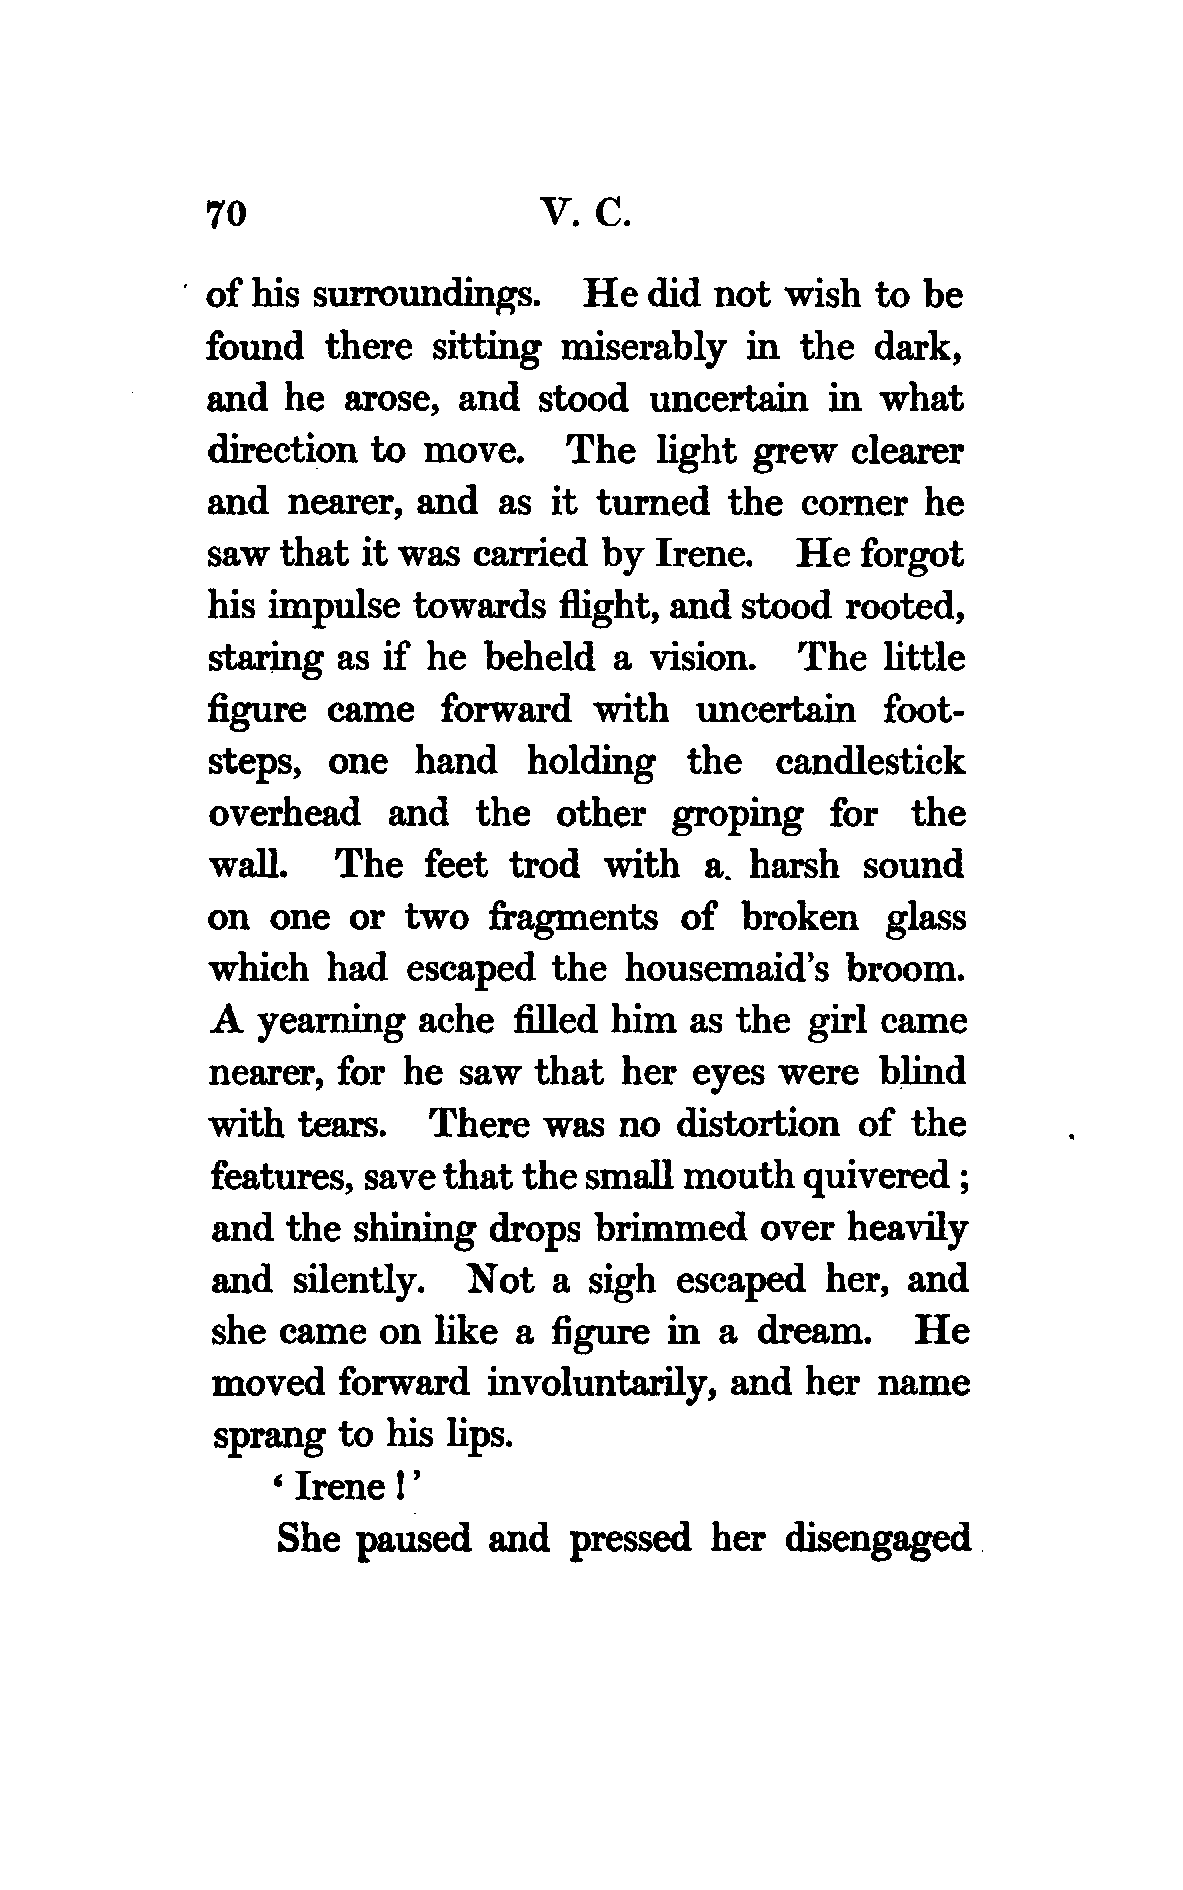 70 V. C.
of his surroundings. He did not wish to be
found there sitting miserably in the dark,
and he arose, and stood uncertain in what
direction to move. The light grew clearer
and nearer, and as it turned the corner he
saw that it was carried by Irene. He forgot
his impulse towards flight, and stood rooted,
staring as if he beheld a vision. The little
figure came forward with uncertain foot-
steps, one hand holding the candlestick
overhead and the other groping for the
wall. The feet trod with a harsh sound
on one or two fragments of broken glass
which had escaped the housemaid's broom.
A yearning ache filled him as the girl came
nearer, for he saw that her eyes were blind
with tears. There was no distortion of the
features, save that the small mouth quivered ;
and the shining drops brimmed over heavily
and silently. Not a sigh escaped her, and
she came on like a figure in a dream. He
moved forward involuntarily, and her name
sprang to his lips.
‘ Irene !’
She paused and pressed her disengaged